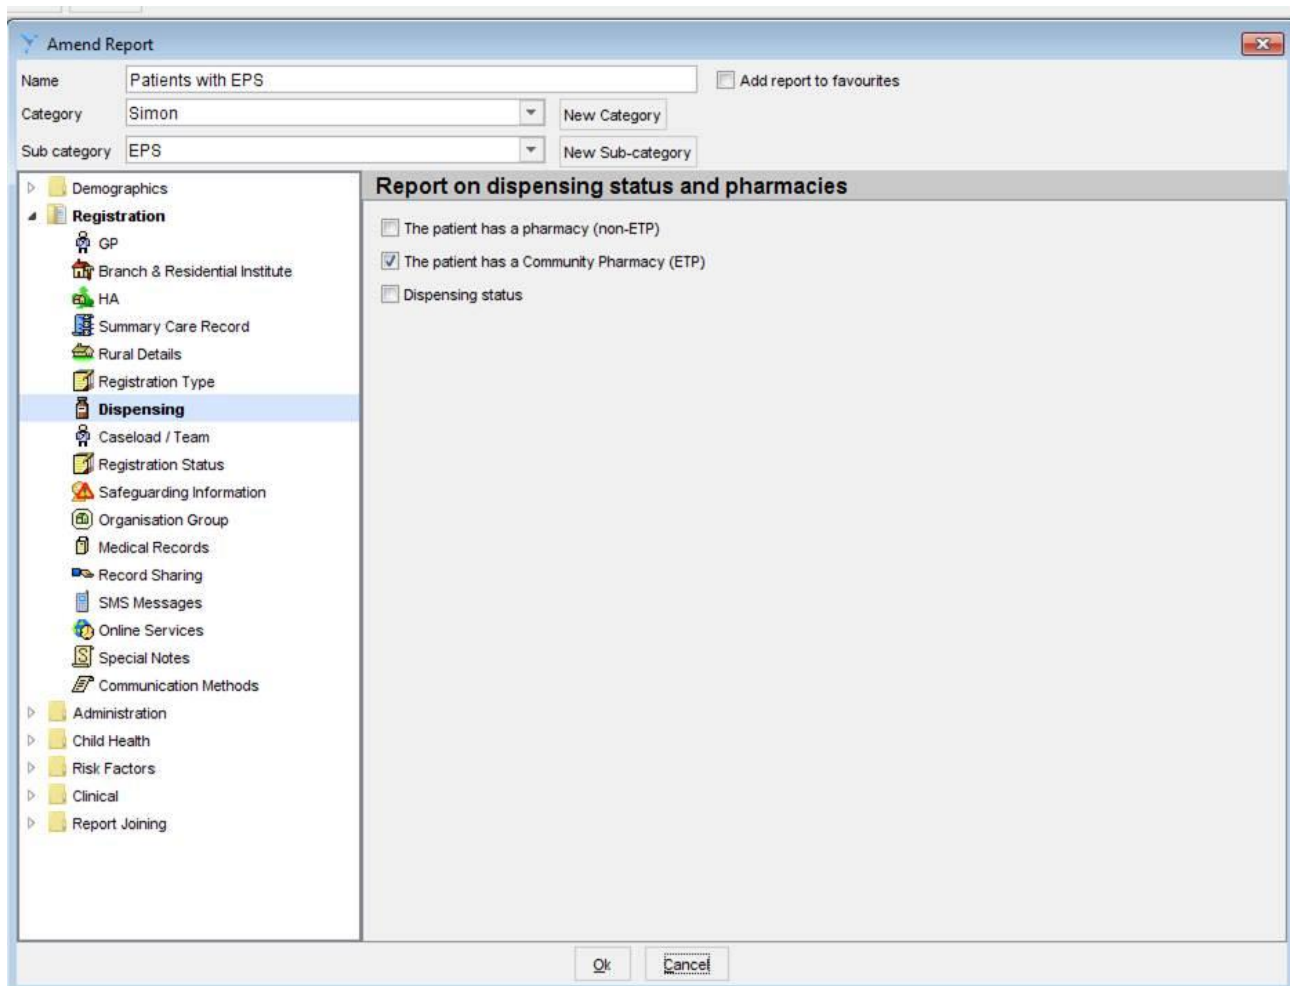 Amend Report
Name Patients with EPS Add report to favourites
Category Simon New Category
Sub category EPS New Sub-category
Demographics
Registration
GP
Branch & Residential Institute
HA
Summary Care Record
Rural Details
Registration Type
Dispensing
Caseload / Team
Registration Status
Safeguarding Information
Organisation Group
Medical Records
Record Sharing
SMS Messages
Online Services
Special Notes
Communication Methods
Administration
Child Health
Risk Factors
Clinical
Report Joining
Report on dispensing status and pharmacies
The patient has a pharmacy (non-ETP)
The patient has a Community Pharmacy (ETP)
Dispensing status
Ok Cancel